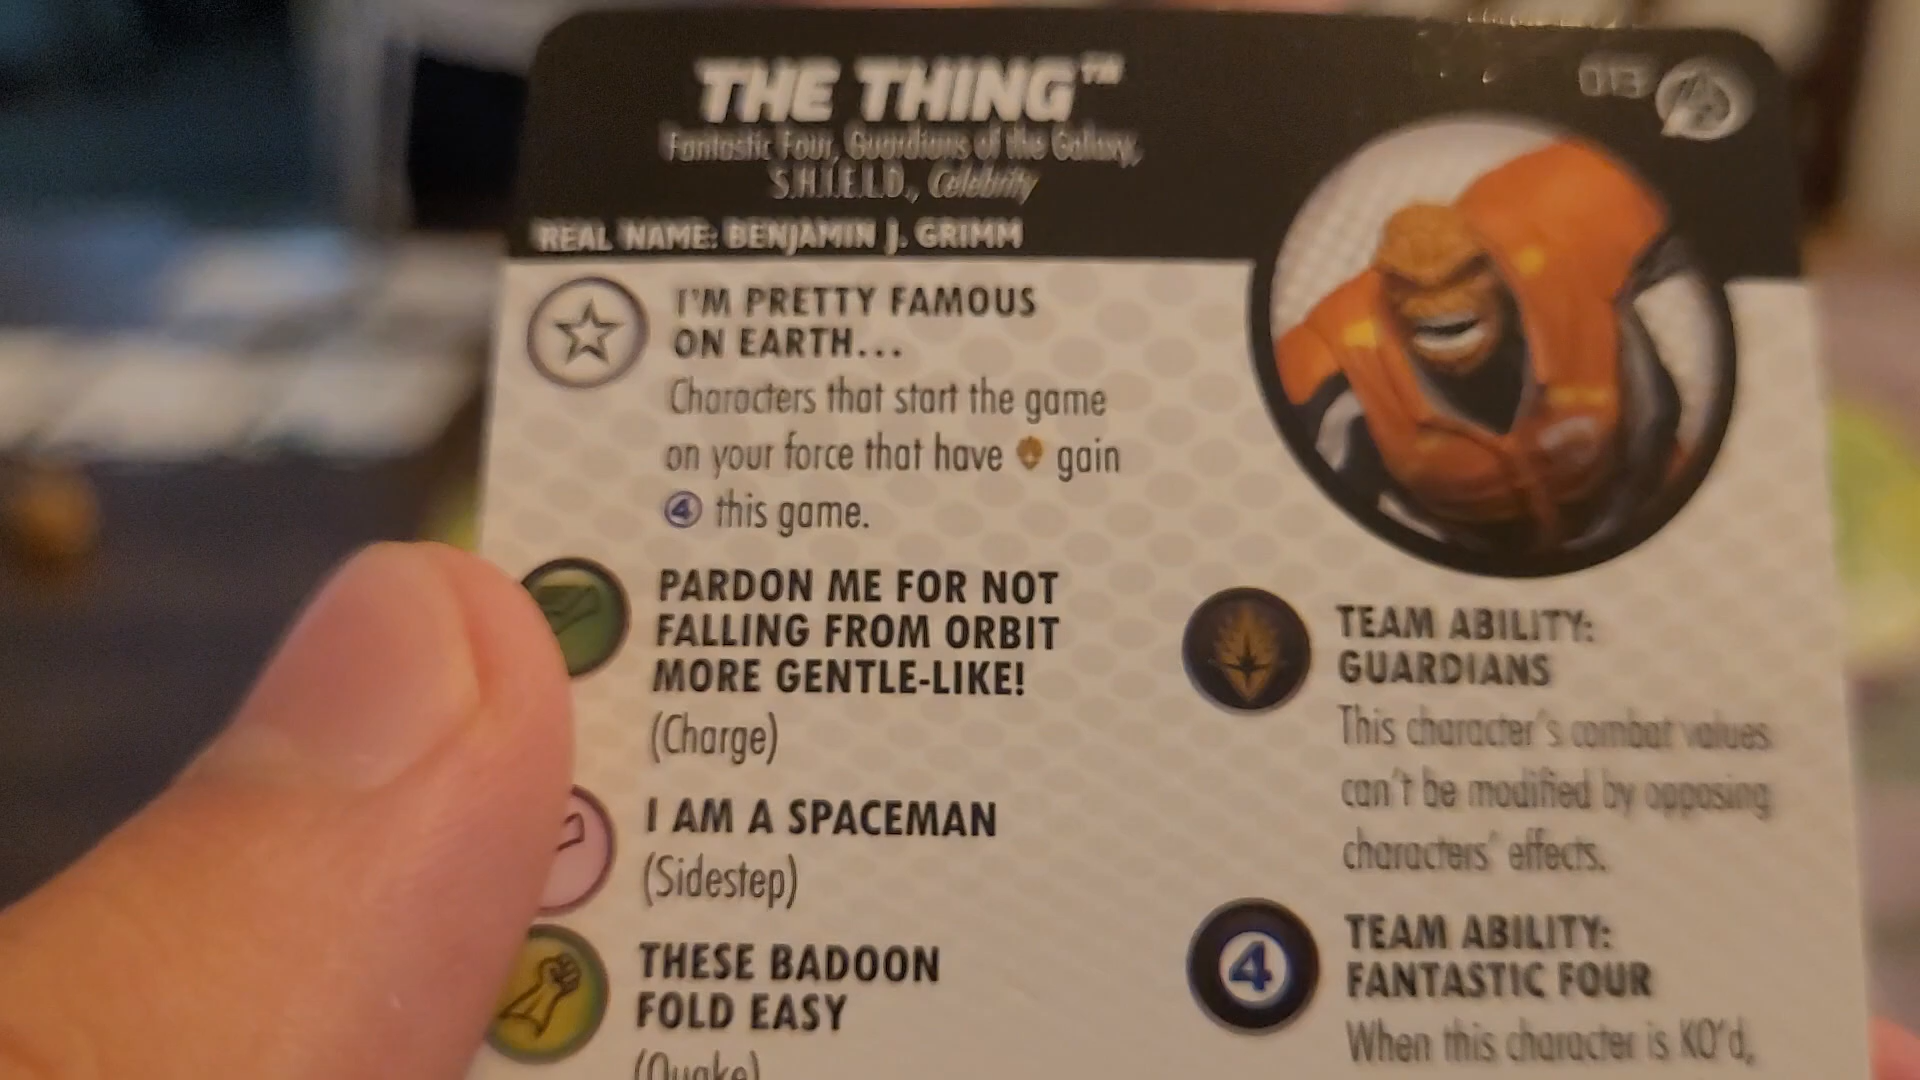 THE THING™
013
Fantastic Four, Guardians of the Galaxy,
S.H.I.E.L.D., Celebrity
REAL NAME: BENJAMIN J. GRIMM
I'M PRETTY FAMOUS
ON EARTH...
Characters that start the game
on your force that have gain
4 this game.
PARDON ME FOR NOT
FALLING FROM ORBIT
MORE GENTLE-LIKE!
(Charge)
I AM A SPACEMAN
(Sidestep)
THESE BADOON
FOLD EASY
(Quake)
TEAM ABILITY:
GUARDIANS
This character's combat values
can't be modified by opposing
characters' effects.
4
TEAM ABILITY:
FANTASTIC FOUR
When this character is KO'd,